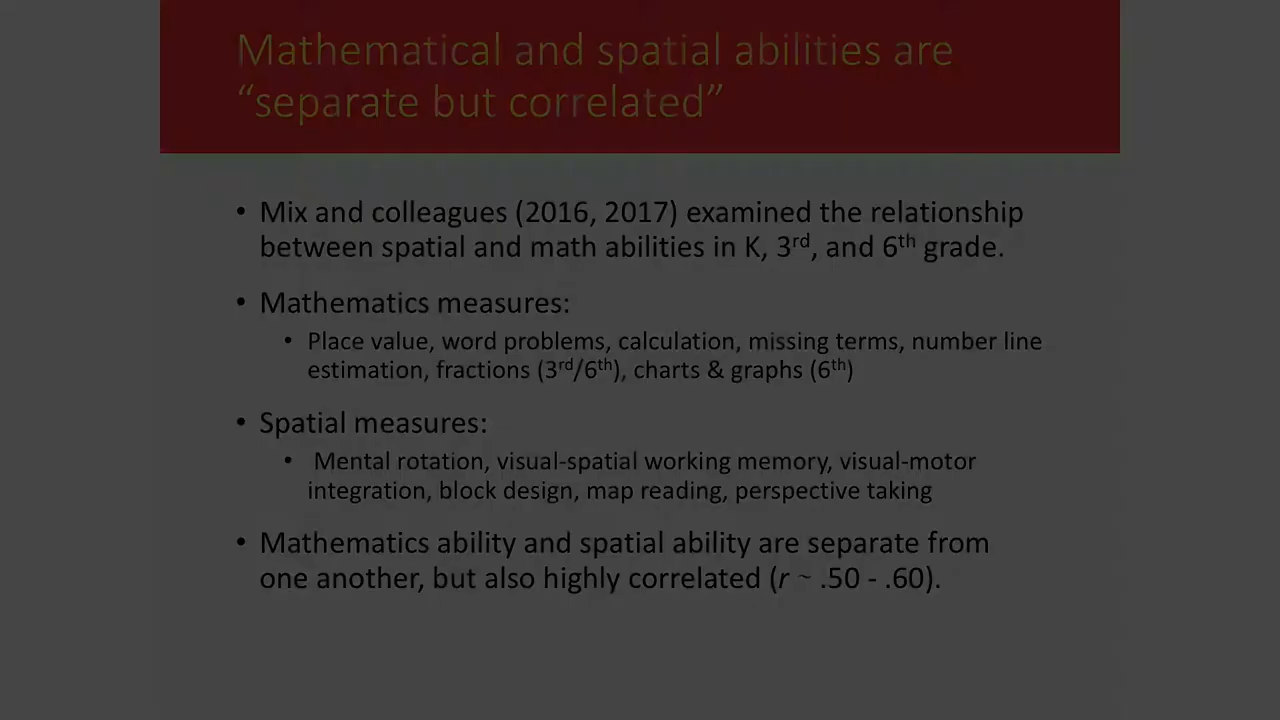 Mathematical and spatial abilities are
“separate but correlated”
• Mix and colleagues (2016, 2017) examined the relationship
between spatial and math abilities in K, 3rd, and 6th grade.
• Mathematics measures:
• Place value, word problems, calculation, missing terms, number line
estimation, fractions (3rd/6th), charts & graphs (6th)
• Spatial measures:
• Mental rotation, visual-spatial working memory, visual-motor
integration, block design, map reading, perspective taking
• Mathematics ability and spatial ability are separate from
one another, but also highly correlated (r ~ .50 - .60).